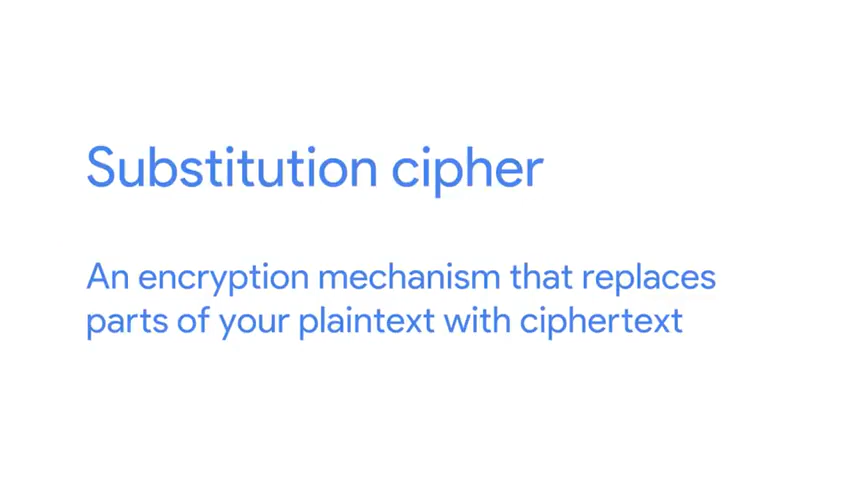 Substitution cipher
An encryption mechanism that replaces
parts of your plaintext with ciphertext